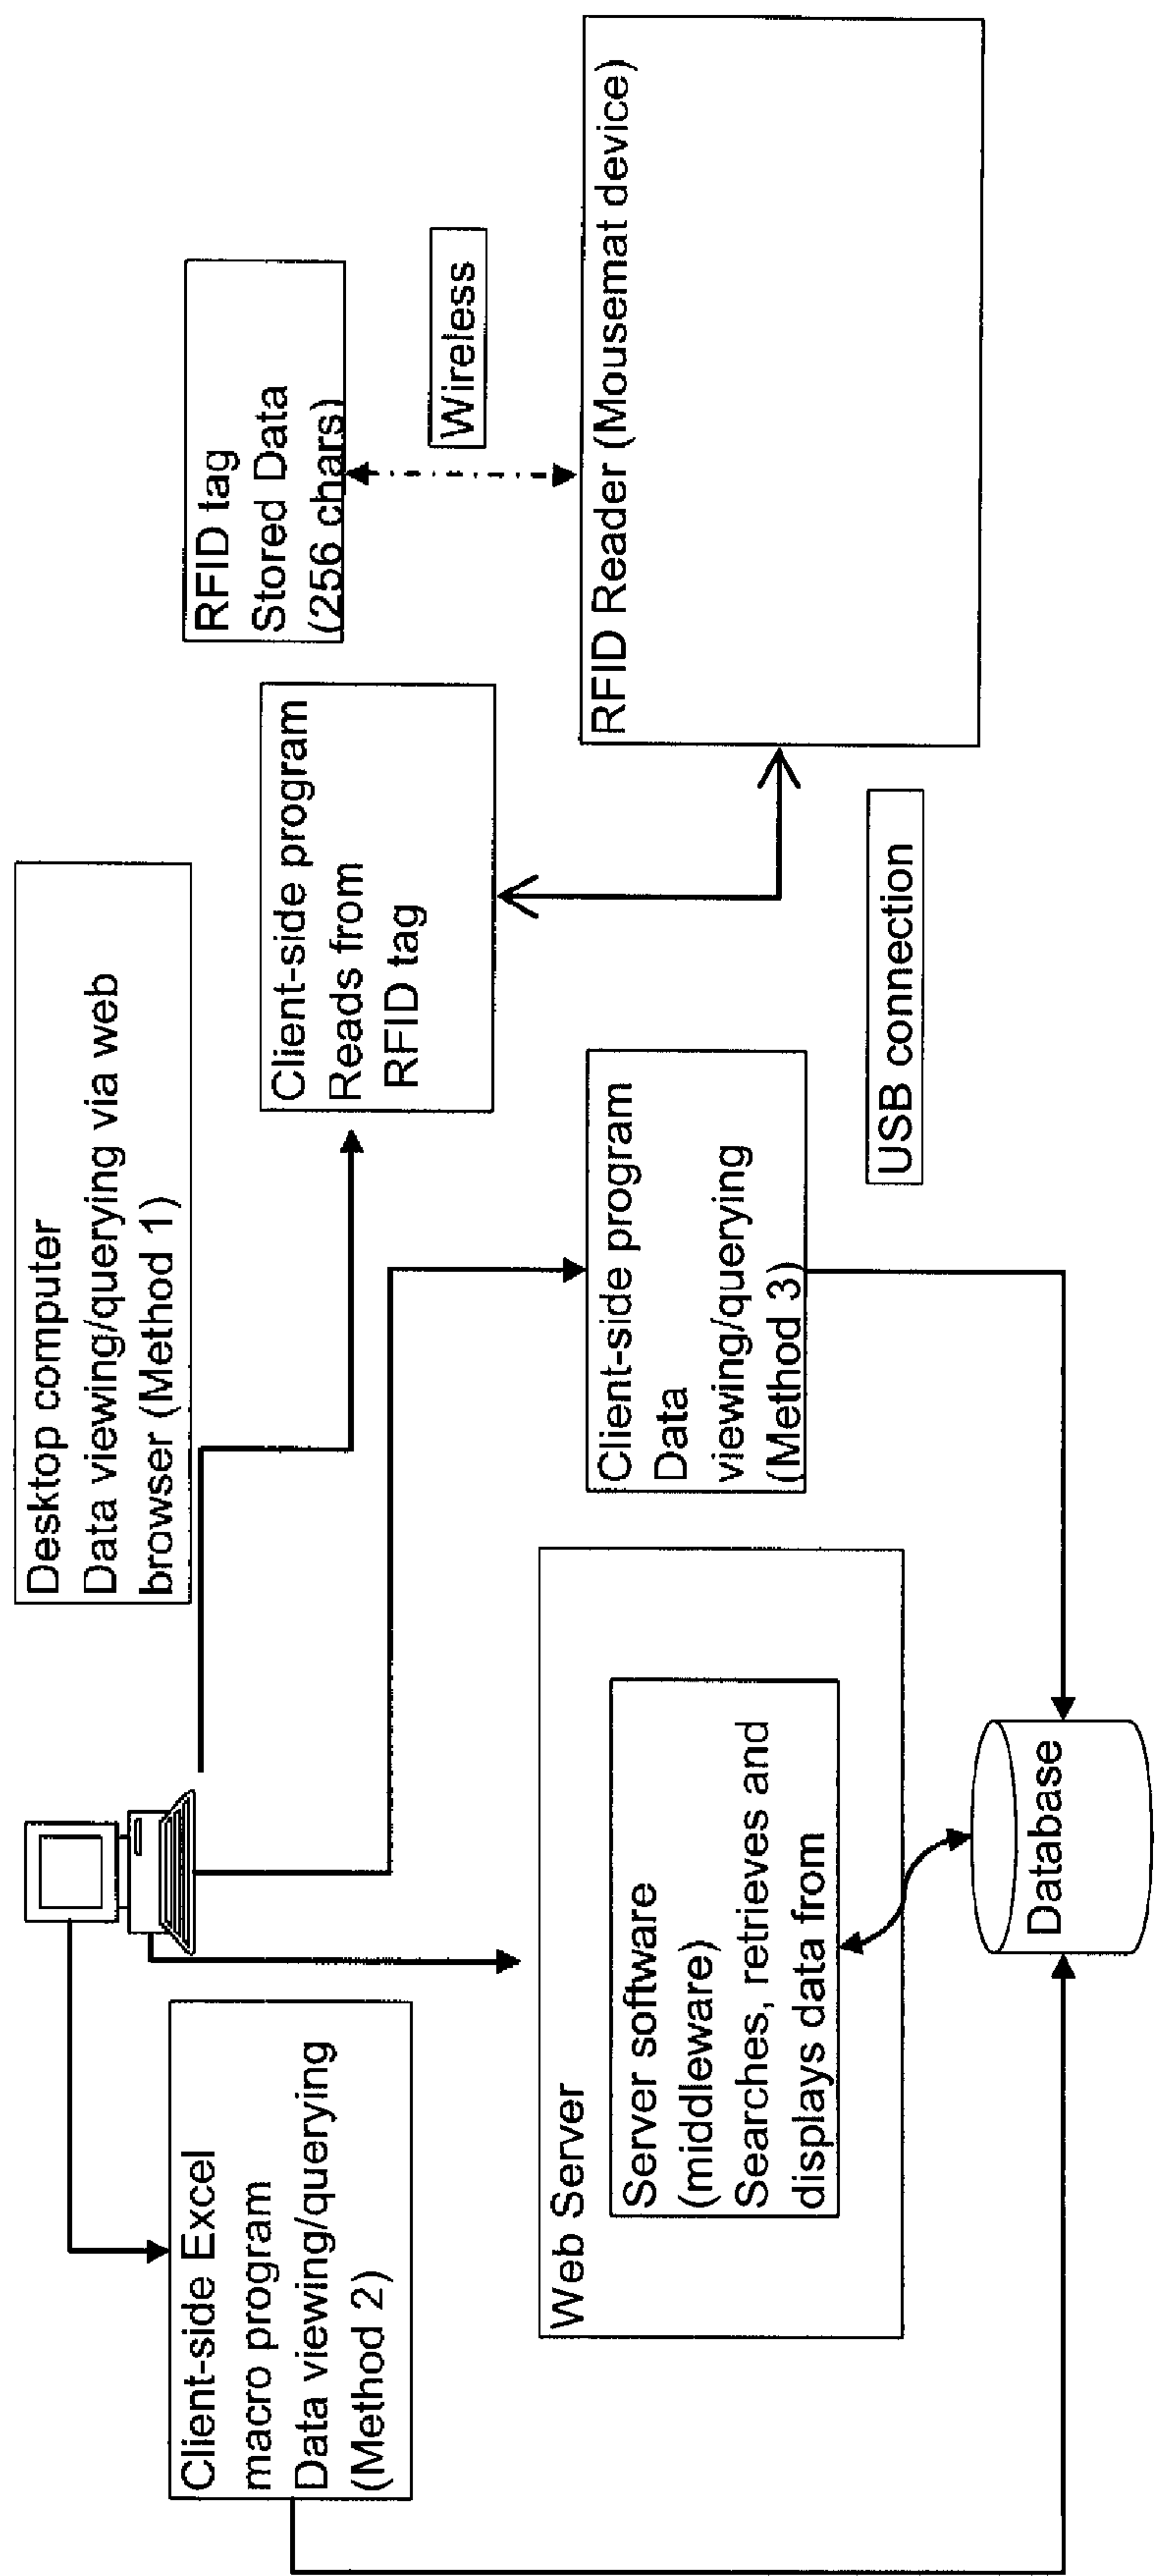 Desktop computer
Data viewing/querying via web
browser (Method 1)
Client-side Excel
macro program
Data viewing/querying
(Method 2)
Client-side program
Reads from
RFID tag
RFID tag
Stored Data
(256 chars)
Wireless
Web Server
Server software
(middleware)
Searches, retrieves and
displays data from
Client-side program
Data
viewing/querying
(Method 3)
RFID Reader (Mousemat device)
USB connection
Database